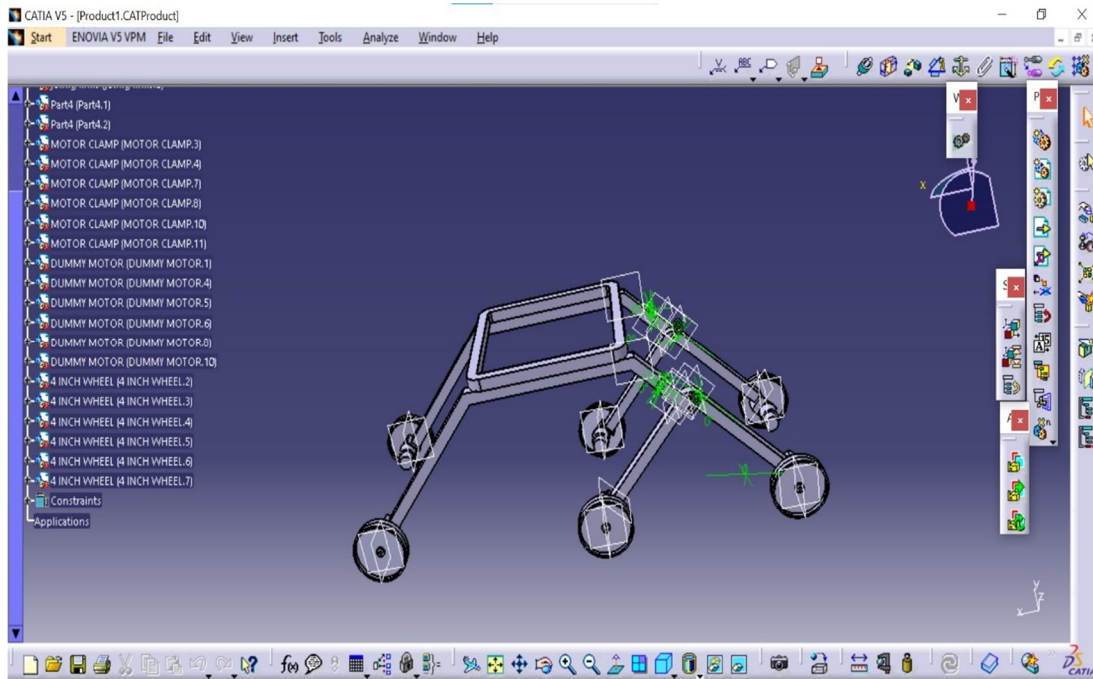 CATIA V5 - [Product1.CATProduct]
Start ENOVIA V5 VPM File Edit View Insert Tools Analyze Window Help
Part4 (Part4.1)
Part4 (Part4.2)
MOTOR CLAMP (MOTOR CLAMP.3)
MOTOR CLAMP (MOTOR CLAMP.4)
MOTOR CLAMP (MOTOR CLAMP.7)
MOTOR CLAMP (MOTOR CLAMP.8)
MOTOR CLAMP (MOTOR CLAMP.10)
MOTOR CLAMP (MOTOR CLAMP.11)
DUMMY MOTOR (DUMMY MOTOR.1)
DUMMY MOTOR (DUMMY MOTOR.4)
DUMMY MOTOR (DUMMY MOTOR.5)
DUMMY MOTOR (DUMMY MOTOR.6)
DUMMY MOTOR (DUMMY MOTOR.8)
DUMMY MOTOR (DUMMY MOTOR.10)
4 INCH WHEEL (4 INCH WHEEL.2)
4 INCH WHEEL (4 INCH WHEEL.3)
4 INCH WHEEL (4 INCH WHEEL.4)
4 INCH WHEEL (4 INCH WHEEL.5)
4 INCH WHEEL (4 INCH WHEEL.6)
4 INCH WHEEL (4 INCH WHEEL.7)
Constraints
Applications
x
y
z
x
f(x)
CATIA